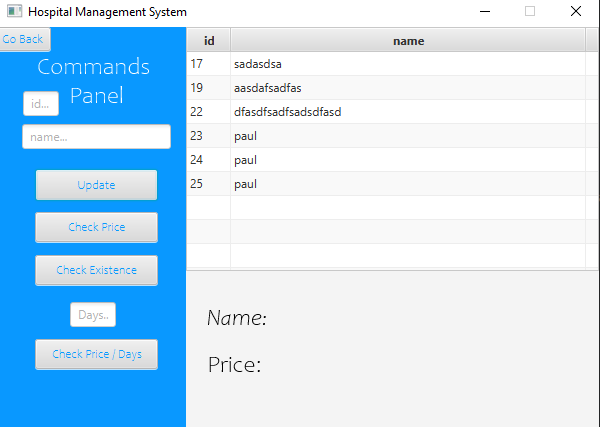 Hospital Management System
Go Back
Commands
Panel
id...
name...
Update
Check Price
Check Existence
Days..
Check Price / Days
id name
17 sadasdsa
19 aasdafsadfas
22 dfasdfsadfsadsdfasd
23 paul
24 paul
25 paul
Name:
Price: